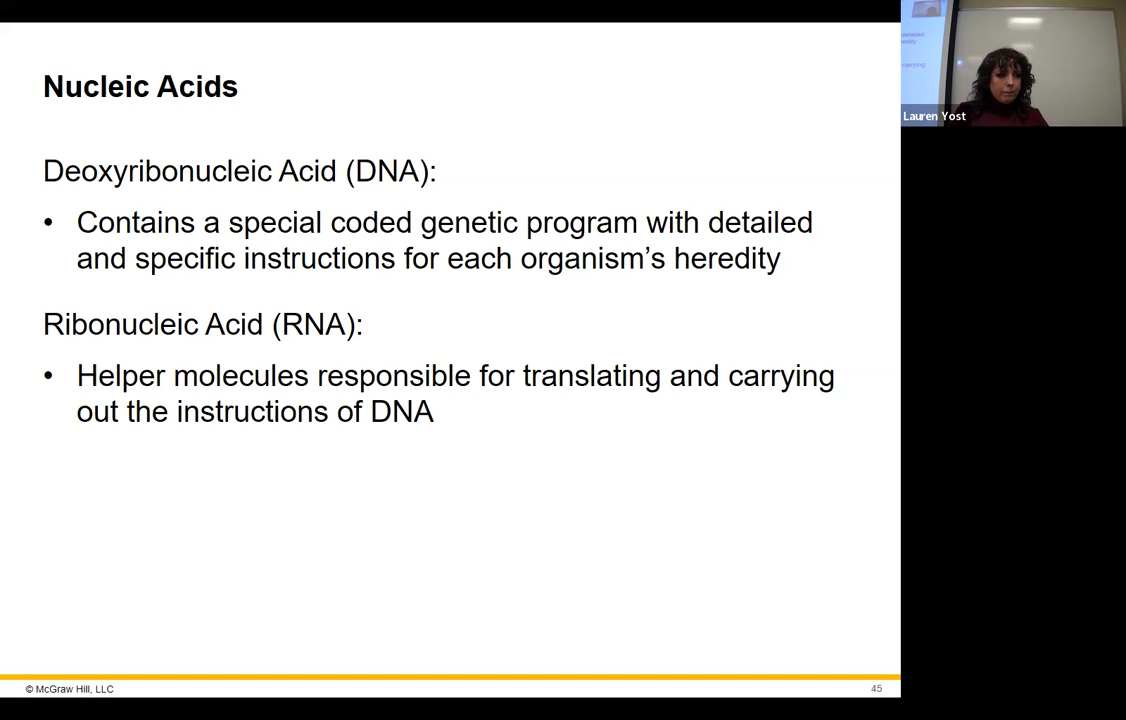 Nucleic Acids
Deoxyribonucleic Acid (DNA):
• Contains a special coded genetic program with detailed
and specific instructions for each organism’s heredity
Ribonucleic Acid (RNA):
• Helper molecules responsible for translating and carrying
out the instructions of DNA
© McGraw Hill, LLC
45
Lauren Yost